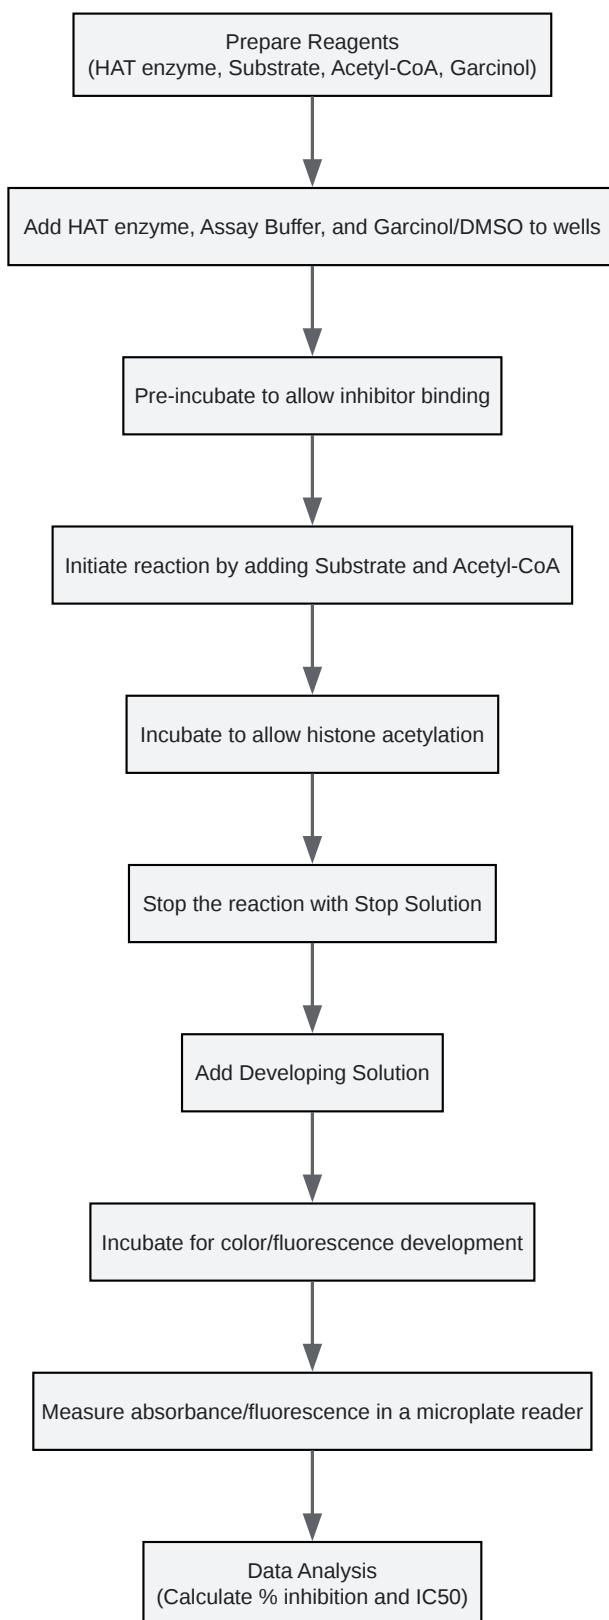 Prepare Reagents
(HAT enzyme, Substrate, Acetyl-CoA, Garcinol)
Add HAT enzyme, Assay Buffer, and Garcinol/DMSO to wells
Pre-incubate to allow inhibitor binding
Initiate reaction by adding Substrate and Acetyl-CoA
Incubate to allow histone acetylation
Stop the reaction with Stop Solution
Add Developing Solution
Incubate for color/fluorescence development
Measure absorbance/fluorescence in a microplate reader
Data Analysis
(Calculate % inhibition and IC50)